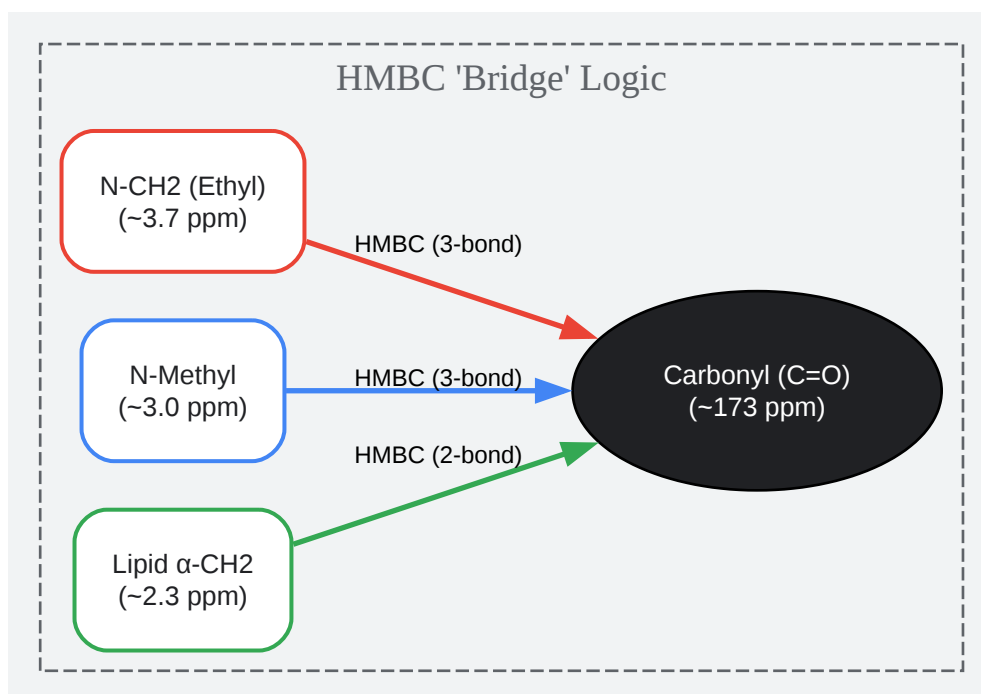 HMBC 'Bridge' Logic
N-CH2 (Ethyl)
(~3.7 ppm)
HMBC (3-bond)
N-Methyl
(~3.0 ppm)
HMBC (3-bond)
Carbonyl (C=O)
(~173 ppm)
HMBC (2-bond)
Lipid α-CH2
(~2.3 ppm)